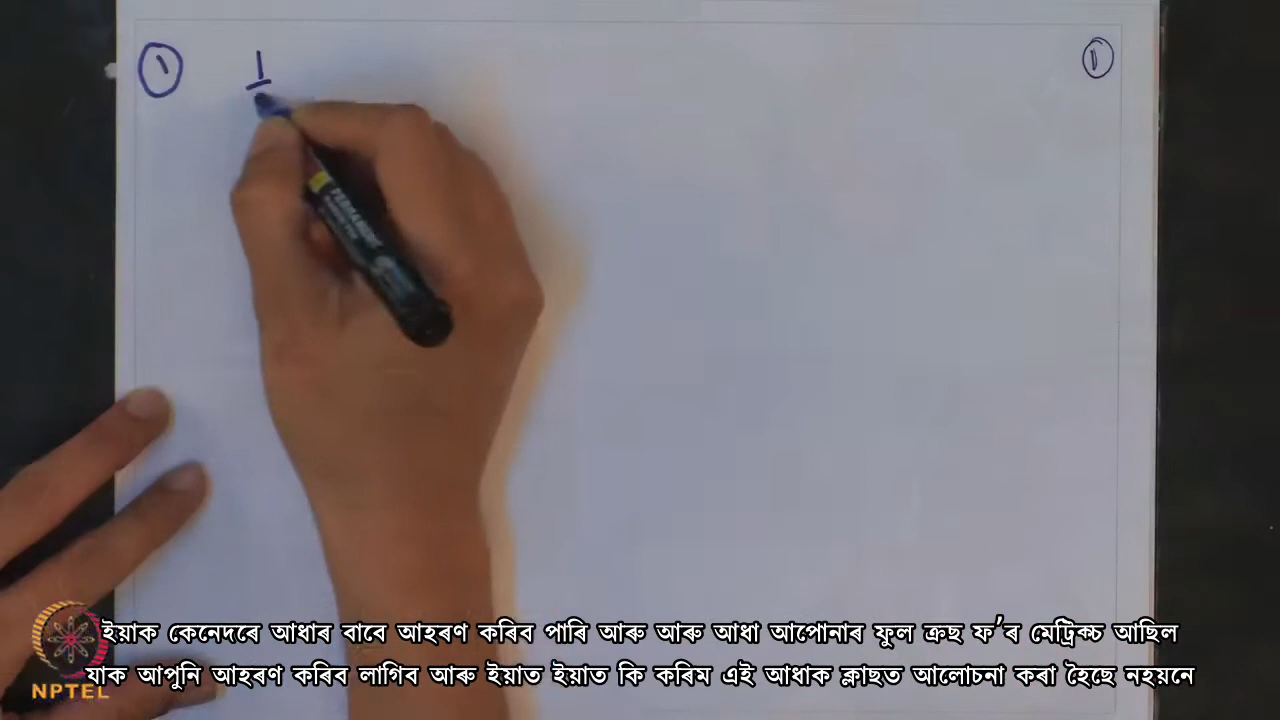 ① 1 ①
PERMANENT
ইয়াক কেনেদৰে আধাৰ বাবে আহৰণ কৰিব পাৰি আৰু আৰু আধা আপোনাৰ ফূল ক্ৰছ ফ'ৰ মেট্ৰিক্চ আছিল
যাক আপুনি আহৰণ কৰিব লাগিব আৰু ইয়াত ইয়াত কি কৰিম এই আধাক ক্লাছত আলোচনা কৰা হৈছে নহয়নে
NPTEL